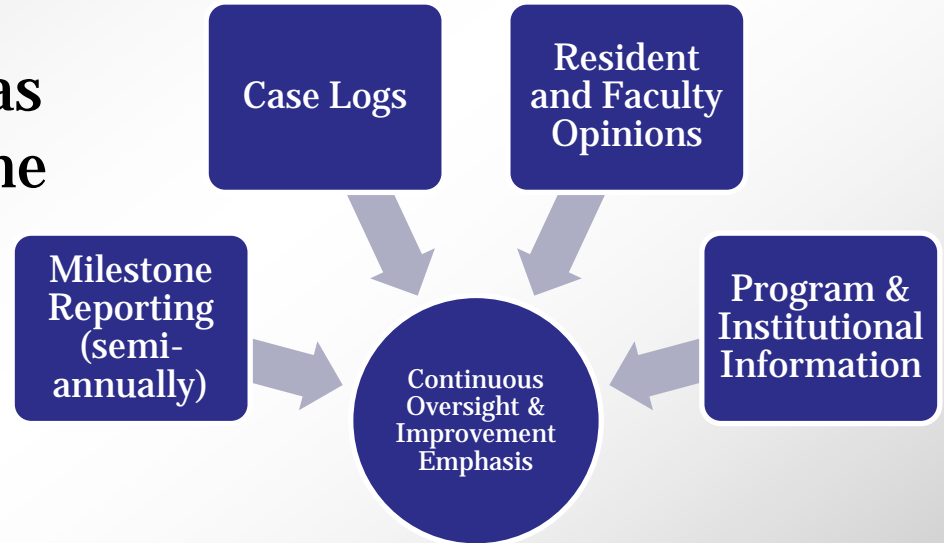 as
ne
Case Logs
Resident
and Faculty
Opinions
Milestone
Reporting
(semi-
annually)
Program &
Institutional
Information
Continuous
Oversight &
Improvement
Emphasis